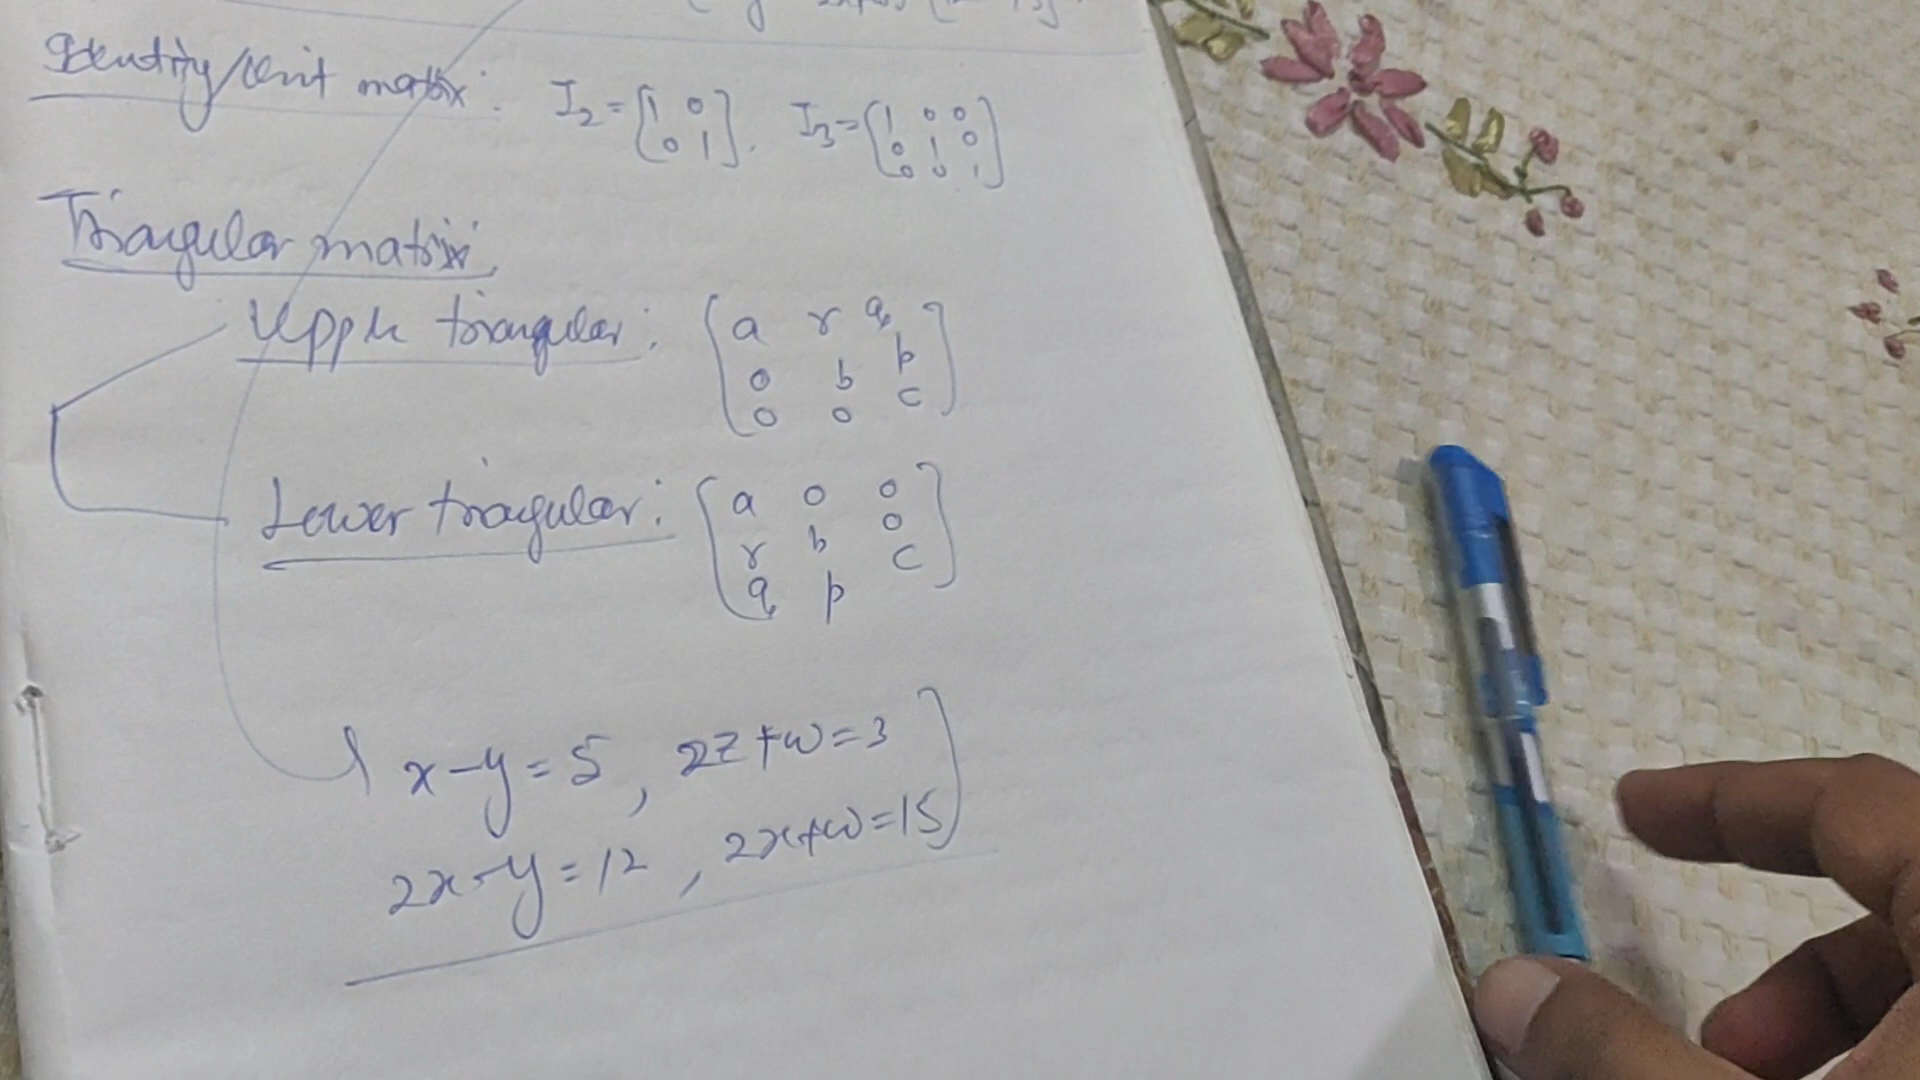 Identity/Unit matrix: I2 = [1 0 0 1]. I3 = [1 0 0 0 1 0 0 0 1]
Triangular matrix,
Upper triangular: [a r q
0 b p
0 0 c]
Lower triangular: [a 0 0
r b 0
q p c]
x-y=5, 2z+w=3
2x-y=12, 2x+w=15